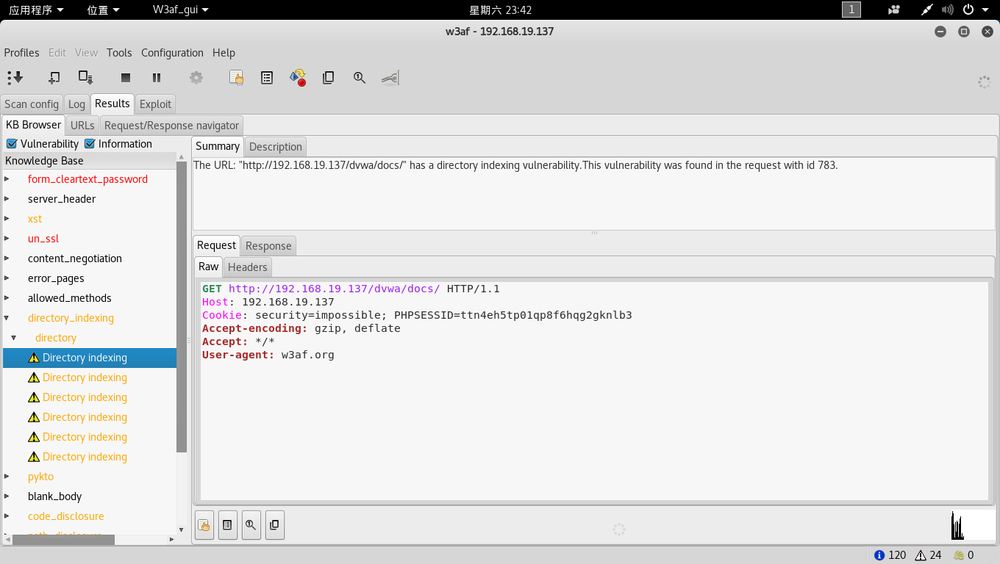 应用程序 位置 W3af_gui 星期六 23:42 1
w3af - 192.168.19.137
Profiles Edit View Tools Configuration Help
Scan config Log Results Exploit
KB Browser URLs Request/Response navigator
Vulnerability Information
Knowledge Base
form_cleartext_password
server_header
xst
un_ssl
content_negotiation
error_pages
allowed_methods
directory_indexing
directory
Directory indexing
Directory indexing
Directory indexing
Directory indexing
Directory indexing
Directory indexing
pykto
blank_body
code_disclosure
path_disclosure
Summary Description
The URL: "http://192.168.19.137/dvwa/docs/" has a directory indexing vulnerability.This vulnerability was found in the request with id 783.
Request Response
Raw Headers
GET http://192.168.19.137/dvwa/docs/ HTTP/1.1
Host: 192.168.19.137
Cookie: security=impossible; PHPSESSID=ttn4eh5tp01qp8f6hqg2gknlb3
Accept-encoding: gzip, deflate
Accept: */*
User-agent: w3af.org
120 24 0